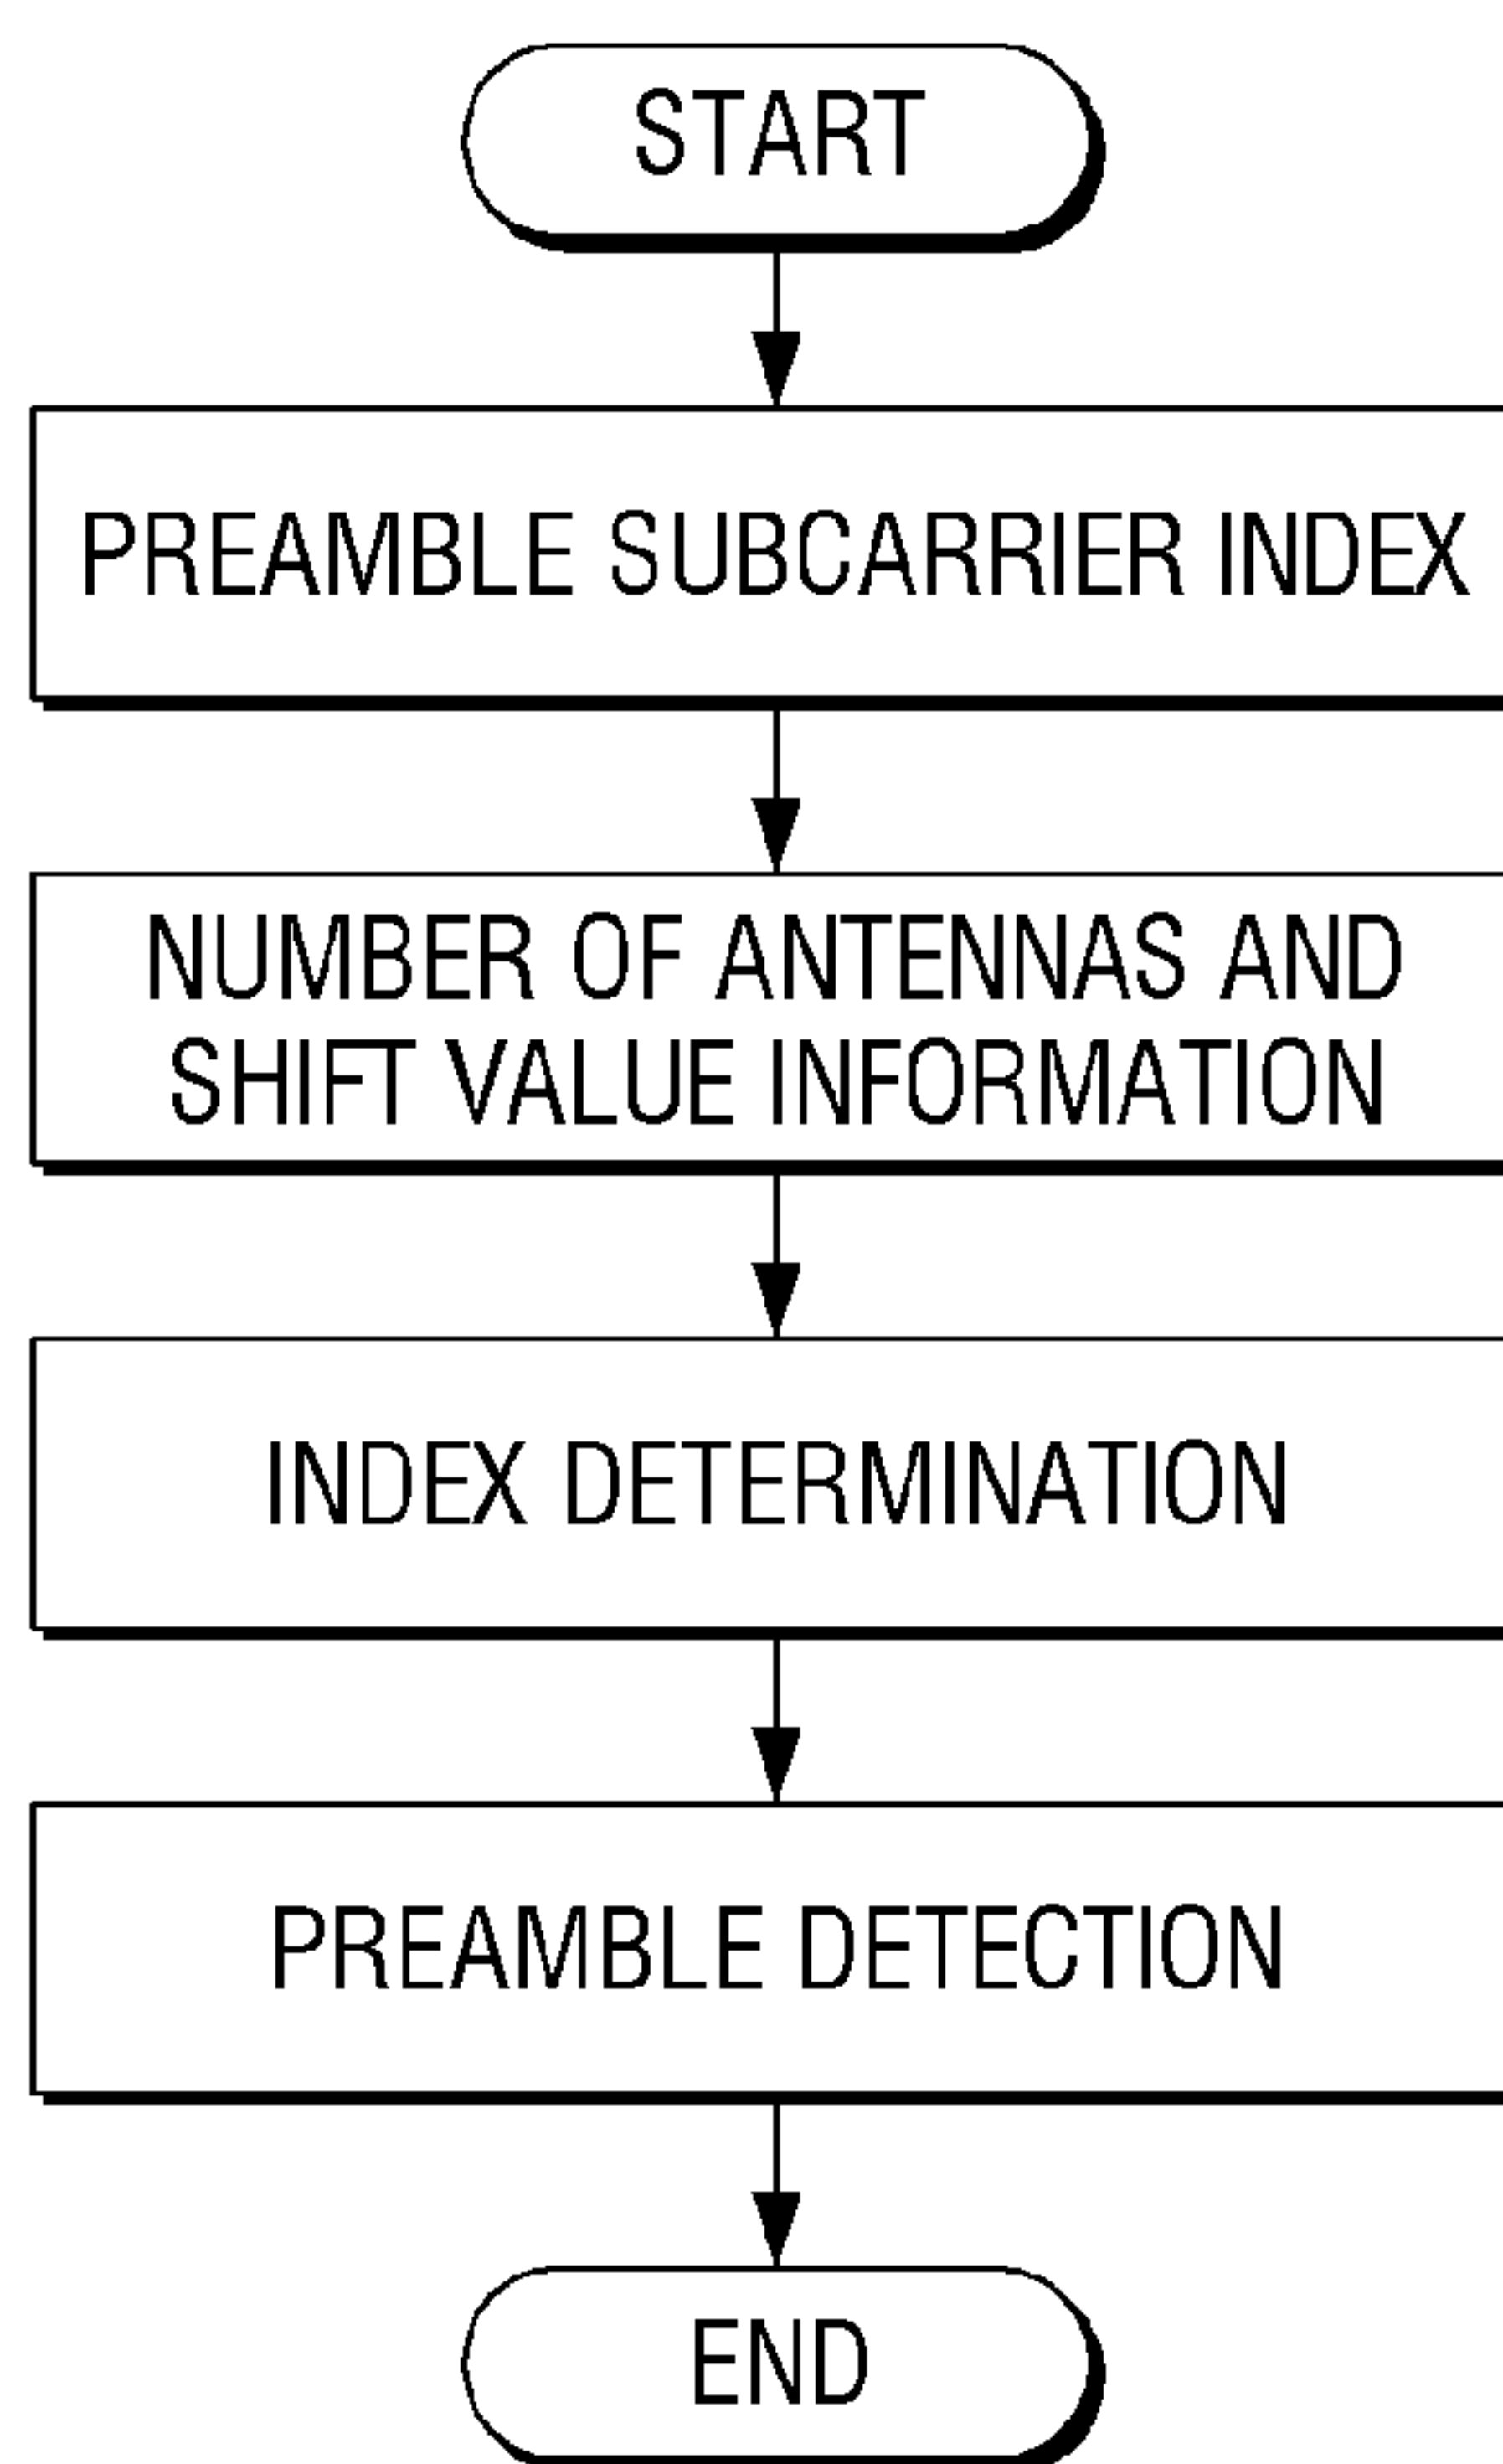 START
PREAMBLE SUBCARRIER INDEX
NUMBER OF ANTENNAS AND
SHIFT VALUE INFORMATION
INDEX DETERMINATION
PREAMBLE DETECTION
END